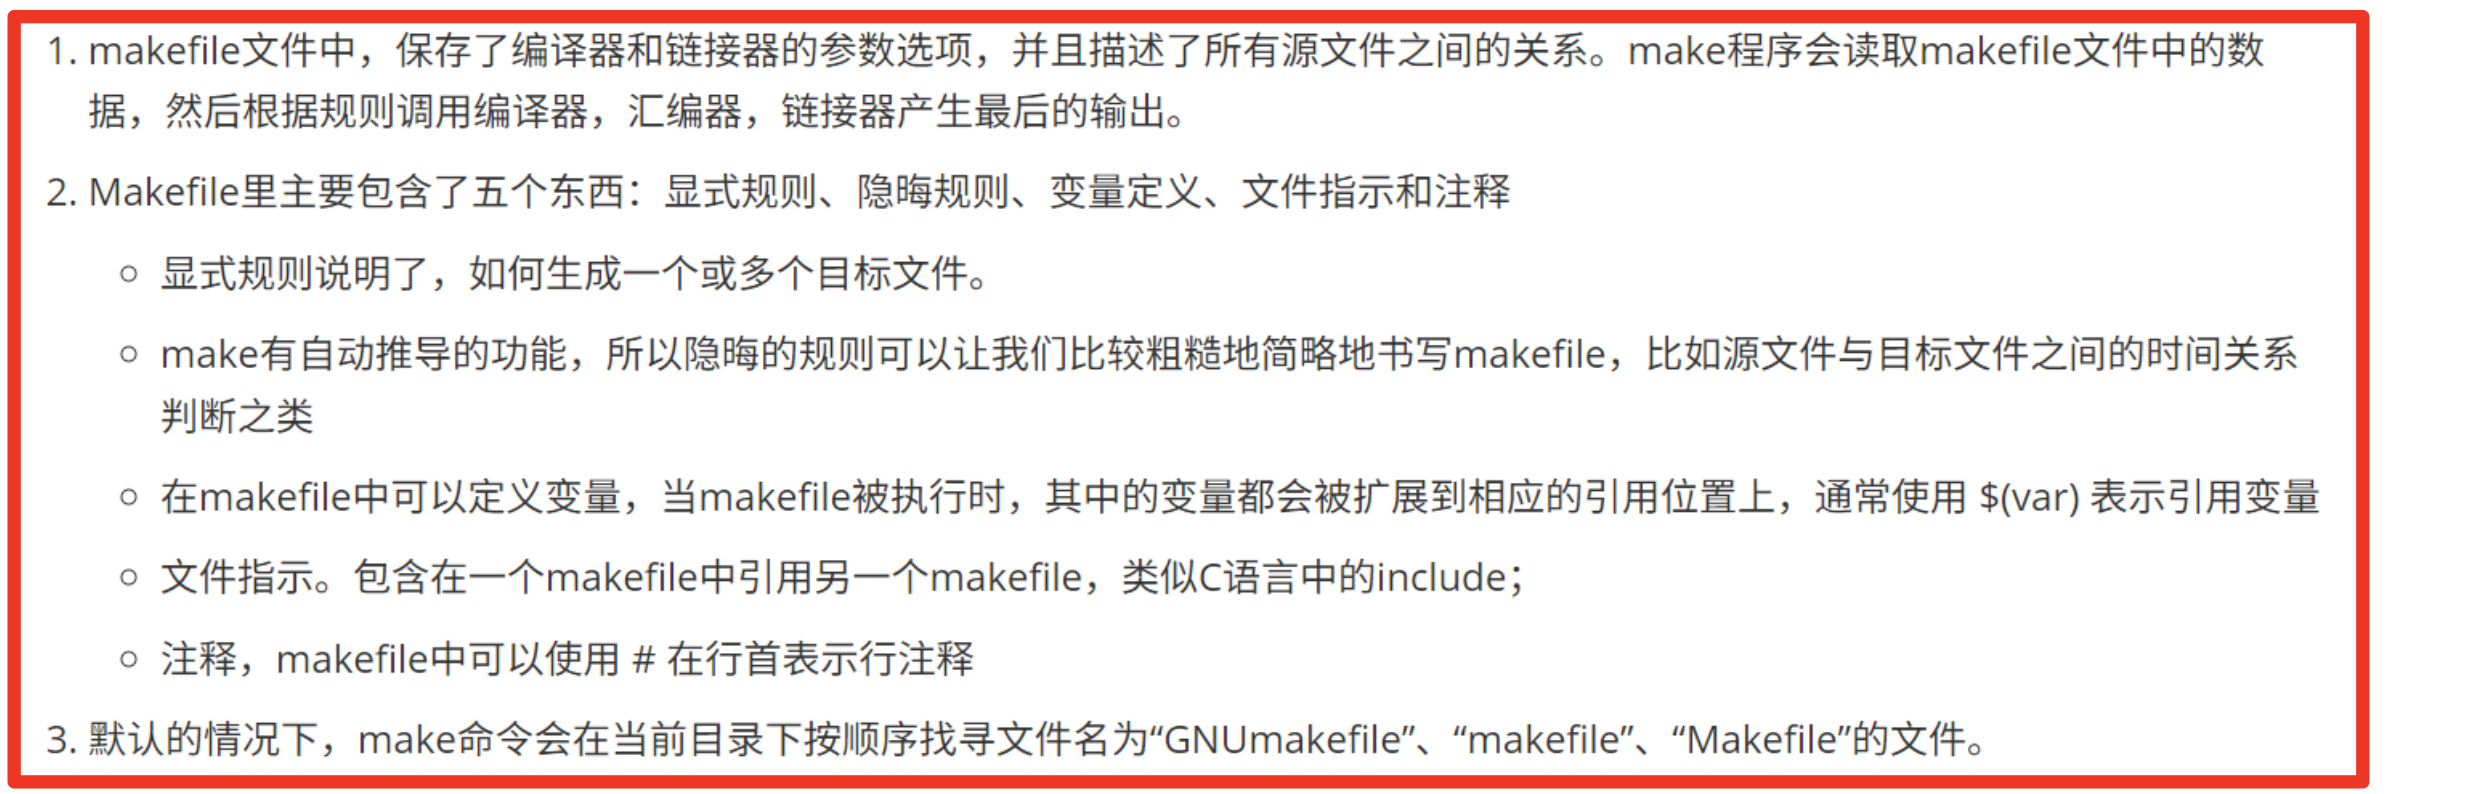 1. makefile文件中，保存了编译器和链接器的参数选项，并且描述了所有源文件之间的关系。make程序会读取makefile文件中的数
据，然后根据规则调用编译器，汇编器，链接器产生最后的输出。
2. Makefile里主要包含了五个东西：显式规则、隐晦规则、变量定义、文件指示和注释
○ 显式规则说明了，如何生成一个或多个目标文件。
○ make有自动推导的功能，所以隐晦的规则可以让我们比较粗糙地简略地书写makefile，比如源文件与目标文件之间的时间关系
判断之类
○ 在makefile中可以定义变量，当makefile被执行时，其中的变量都会被扩展到相应的引用位置上，通常使用 $(var) 表示引用变量
○ 文件指示。包含在一个makefile中引用另一个makefile，类似C语言中的include；
○ 注释，makefile中可以使用 # 在行首表示行注释
3. 默认的情况下，make命令会在当前目录下按顺序找寻文件名为“GNUmakefile”、“makefile”、“Makefile”的文件。